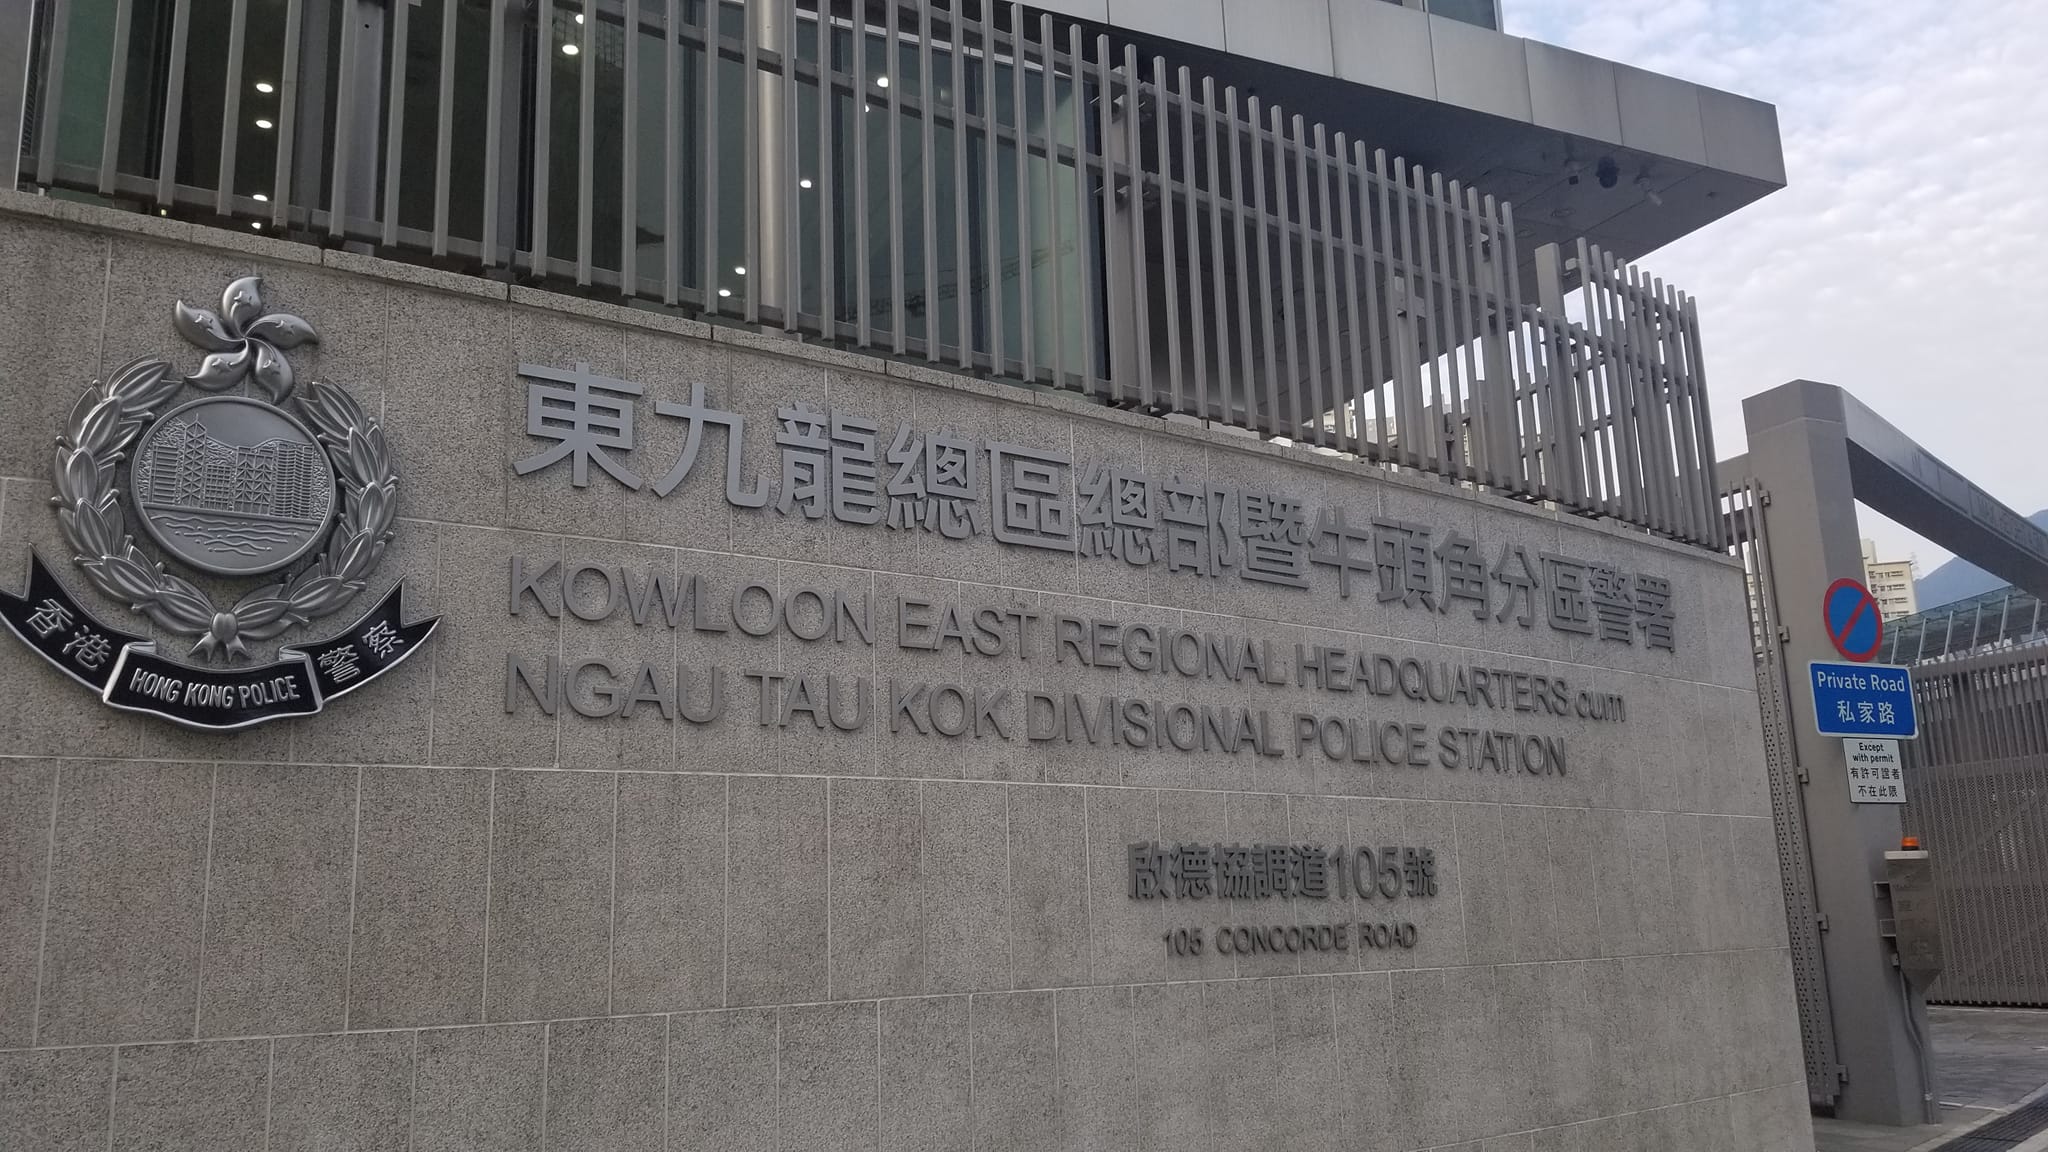 東九龍總區總部暨牛頭角分區警署
KOWLOON EAST REGIONAL HEADQUARTERS cum
NGAU TAU KOK DIVISIONAL POLICE STATION
啟德協調道105號
105 CONCORDE ROAD
香港
HONG KONG POLICE
警察
Private Road
私家路
Except
with permit
有許可證者
不在此限